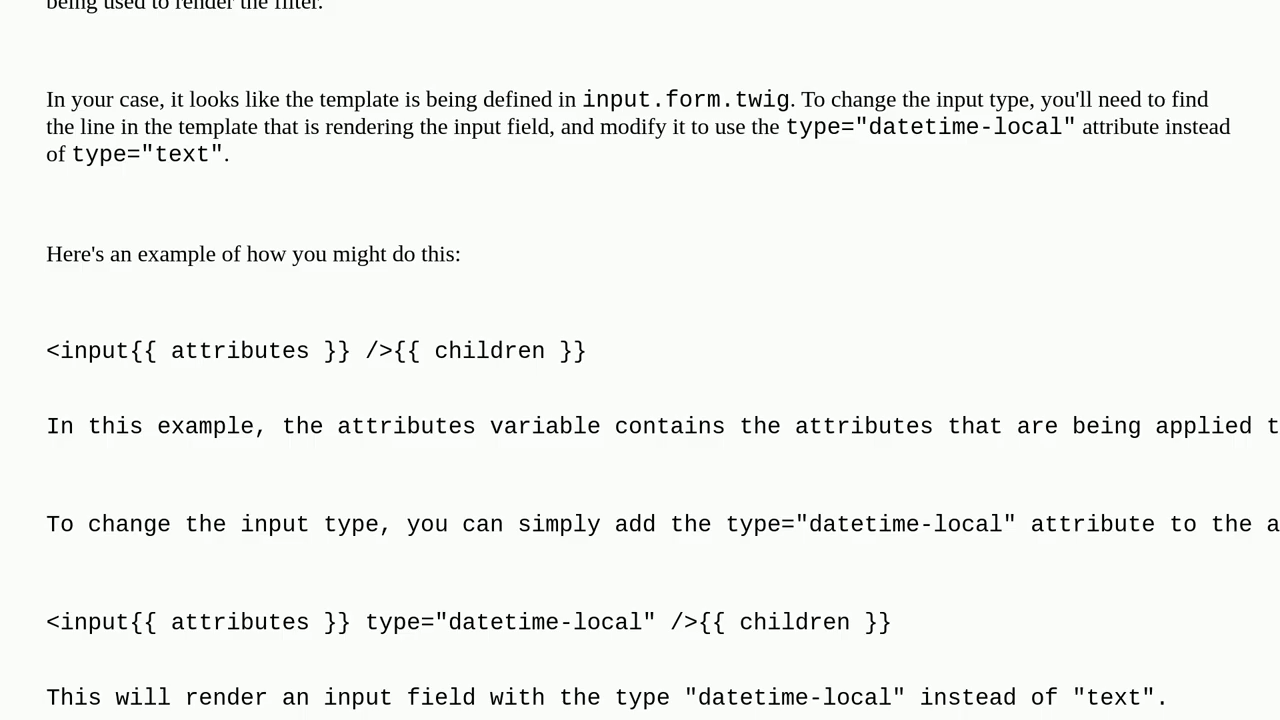 being used to render the filter.
In your case, it looks like the template is being defined in input.form.twig. To change the input type, you'll need to find
the line in the template that is rendering the input field, and modify it to use the type="datetime-local" attribute instead
of type="text".
Here's an example of how you might do this:
<input{{ attributes }} />{{ children }}
In this example, the attributes variable contains the attributes that are being applied t
To change the input type, you can simply add the type="datetime-local" attribute to the a
<input{{ attributes }} type="datetime-local" />{{ children }}
This will render an input field with the type "datetime-local" instead of "text".